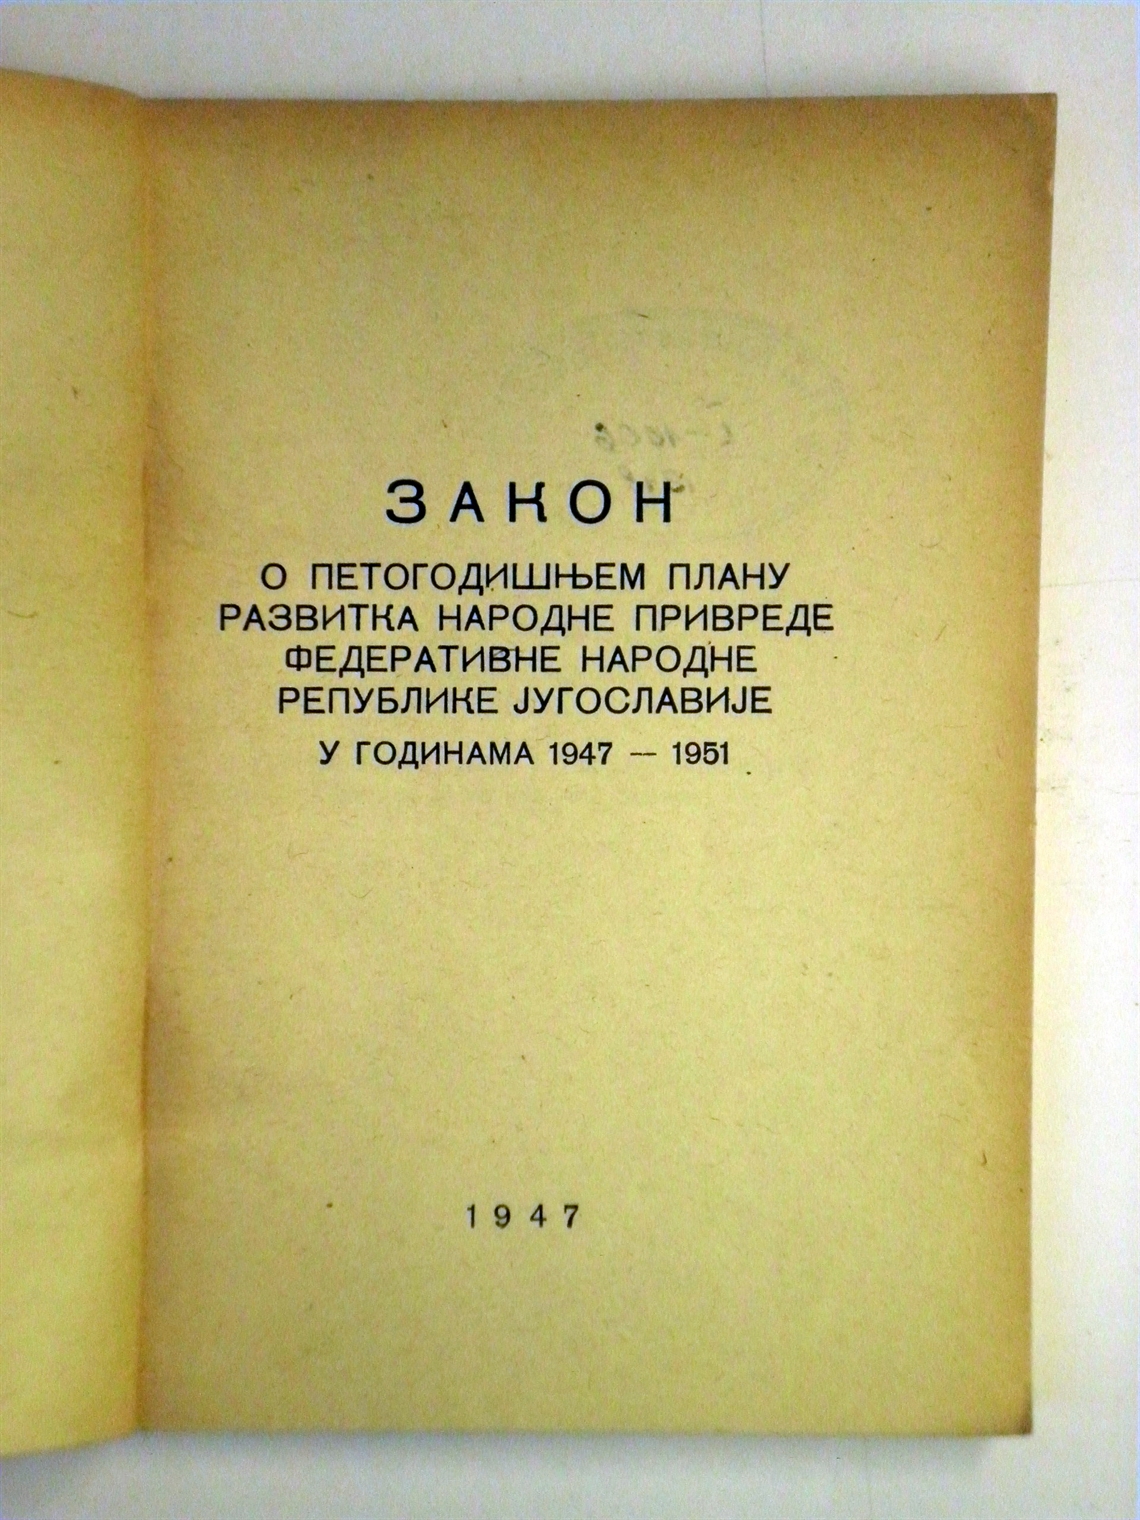 ЗАКОН
О ПЕТОГОДИШЊЕМ ПЛАНУ
РАЗВИТКА НАРОДНЕ ПРИВРЕДЕ
ФЕДЕРАТИВНЕ НАРОДНЕ
РЕПУБЛИКЕ ЈУГОСЛАВИЈЕ
У ГОДИНАМА 1947 — 1951
1947